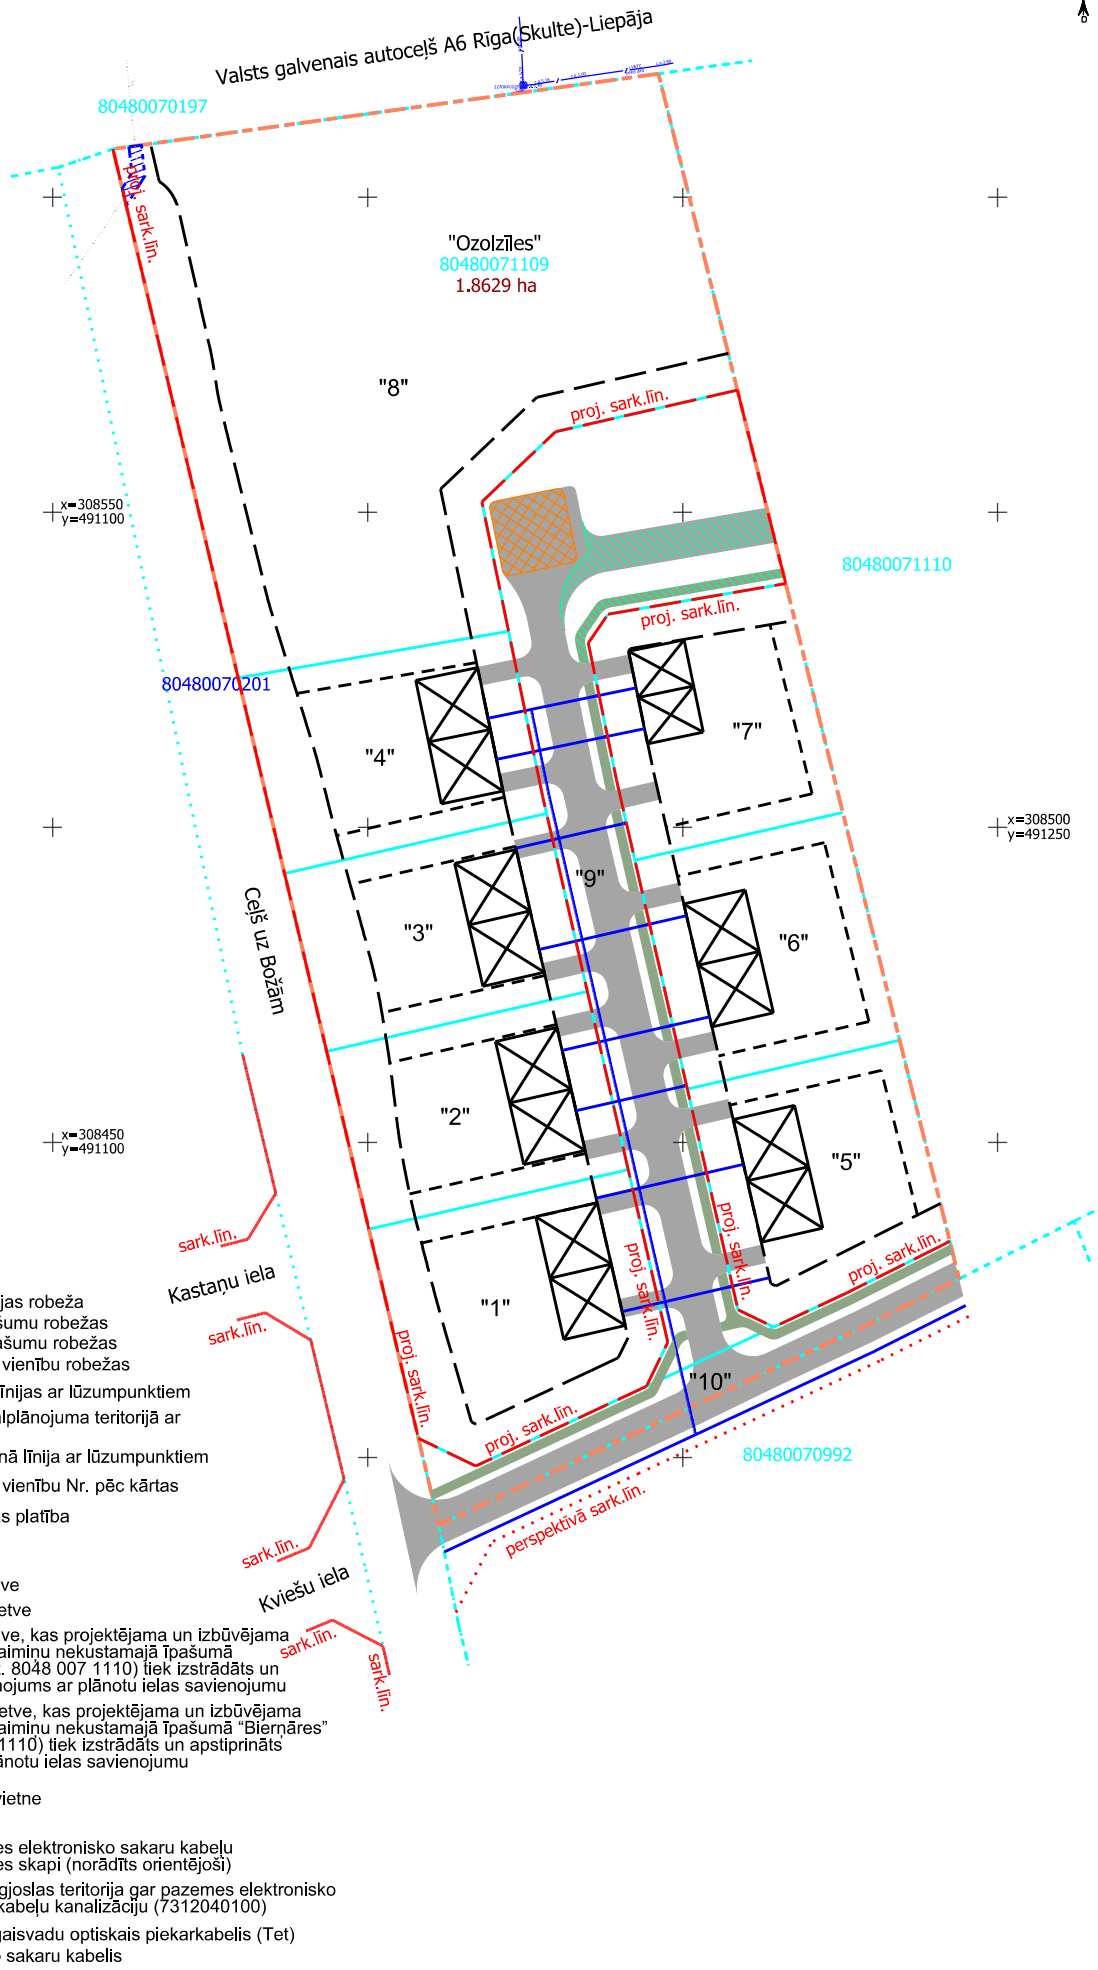 Valsts galvenais autoceļš A6 Rīga(Skulte)-Liepāja
80480070197
proj. sark.līn.
"Ozolzīles"
80480071109
1.8629 ha
"8"
proj. sark.līn.
x=308550
y=491100
80480071110
proj. sark.līn.
80480070201
"4"
"7"
x=308500
y=491250
"9"
"3"
"6"
Ceļš uz Božām
"2"
x=308450
y=491100
"5"
sark.līn.
proj. sark.līn.
proj. sark.līn.
proj. sark.līn.
Kastaņu iela
"1"
sark.līn.
proj. sark.līn.
"10"
proj. sark.līn.
80480070992
perspektīvā sark.līn.
sark.līn.
Kviešu iela
sark.līn.
sark.līn.
jas robeža
šumu robežas
ašumu robežas
vienību robežas
līnijas ar lūzumpunktiem
lplānojuma teritorijā ar
nā līnija ar lūzumpunktiem
vienību Nr. pēc kārtas
s platība
ve
etve
ve, kas projektējama un izbūvējama
aimiņu nekustamajā īpašumā
. 8048 007 1110) tiek izstrādāts un
nojums ar plānotu ielas savienojumu
etve, kas projektējama un izbūvējama
aimiņu nekustamajā īpašumā “Bierņāres”
1110) tiek izstrādāts un apstiprināts
ānotu ielas savienojumu
vietne
es elektronisko sakaru kabeļu
es skapi (norādīts orientējoši)
gjoslas teritorija gar pazemes elektronisko
kabeļu kanalizāciju (7312040100)
gaisvadu optiskais piekarkabelis (Tet)
o sakaru kabelis